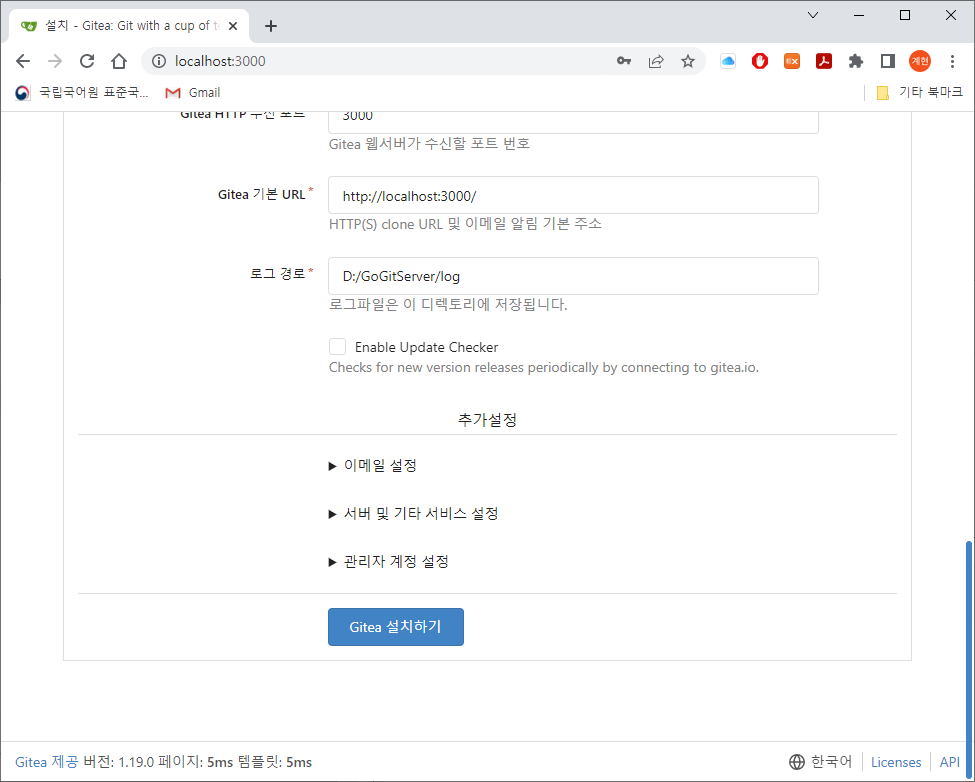 설치 - Gitea: Git with a cup of te
localhost:3000
국립국어원 표준국...
Gmail
기타 북마크
계현
Gitea HTTP 수신 포트
3000
Gitea 웹서버가 수신할 포트 번호
Gitea 기본 URL*
http://localhost:3000/
HTTP(S) clone URL 및 이메일 알림 기본 주소
로그 경로*
D:/GoGitServer/log
로그파일은 이 디렉토리에 저장됩니다.
Enable Update Checker
Checks for new version releases periodically by connecting to gitea.io.
추가설정
▶ 이메일 설정
▶ 서버 및 기타 서비스 설정
▶ 관리자 계정 설정
Gitea 설치하기
Gitea 제공 버전: 1.19.0 페이지: 5ms 템플릿: 5ms
한국어
Licenses
API